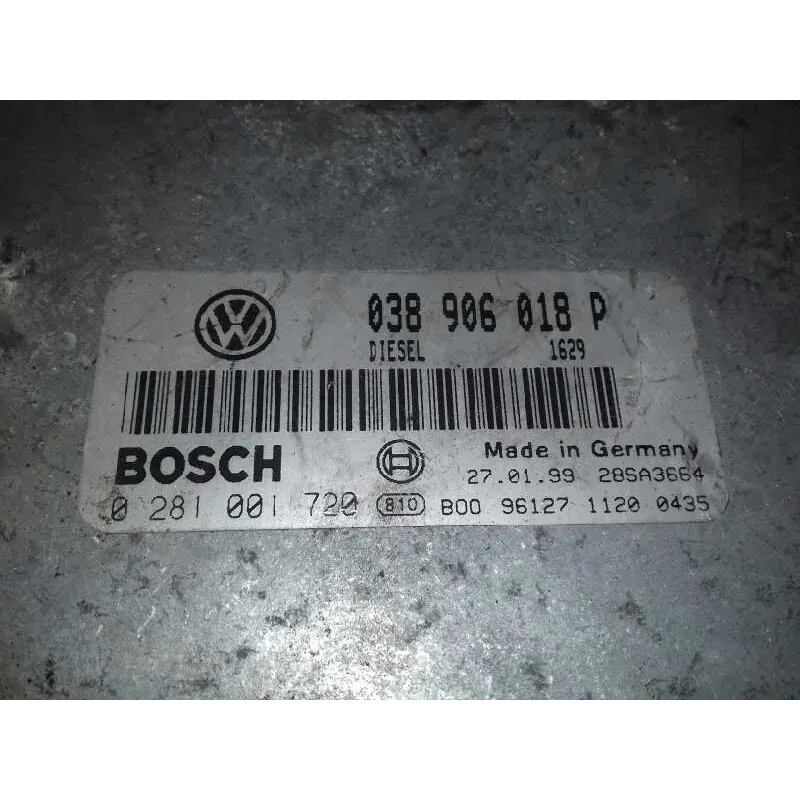 038 906 018 P
DIESEL 1629
BOSCH
Made in Germany
27.01.99 28SA3664
0 281 001 720 810 B00 96127 1120 0435